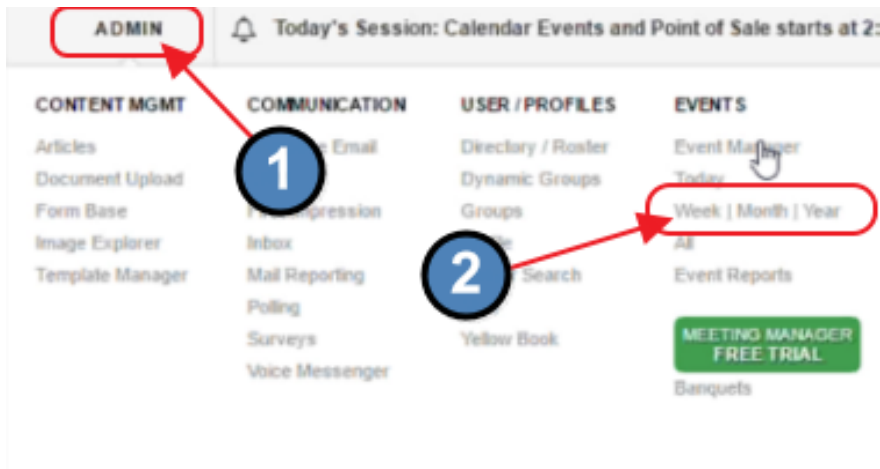 ADMIN
Today's Session: Calendar Events and Point of Sale starts at 2:
CONTENT MGMT
Articles
Document Upload
Form Base
Image Explorer
Template Manager
COMMUNICATION
Email
Inbox
Mail Reporting
Polling
Surveys
Voice Messenger
USER / PROFILES
Directory / Roster
Dynamic Groups
Groups
Search
Yellow Book
EVENTS
Event Manager
Today
Week | Month | Year
All
Event Reports
MEETING MANAGER
FREE TRIAL
Banquets
1
2